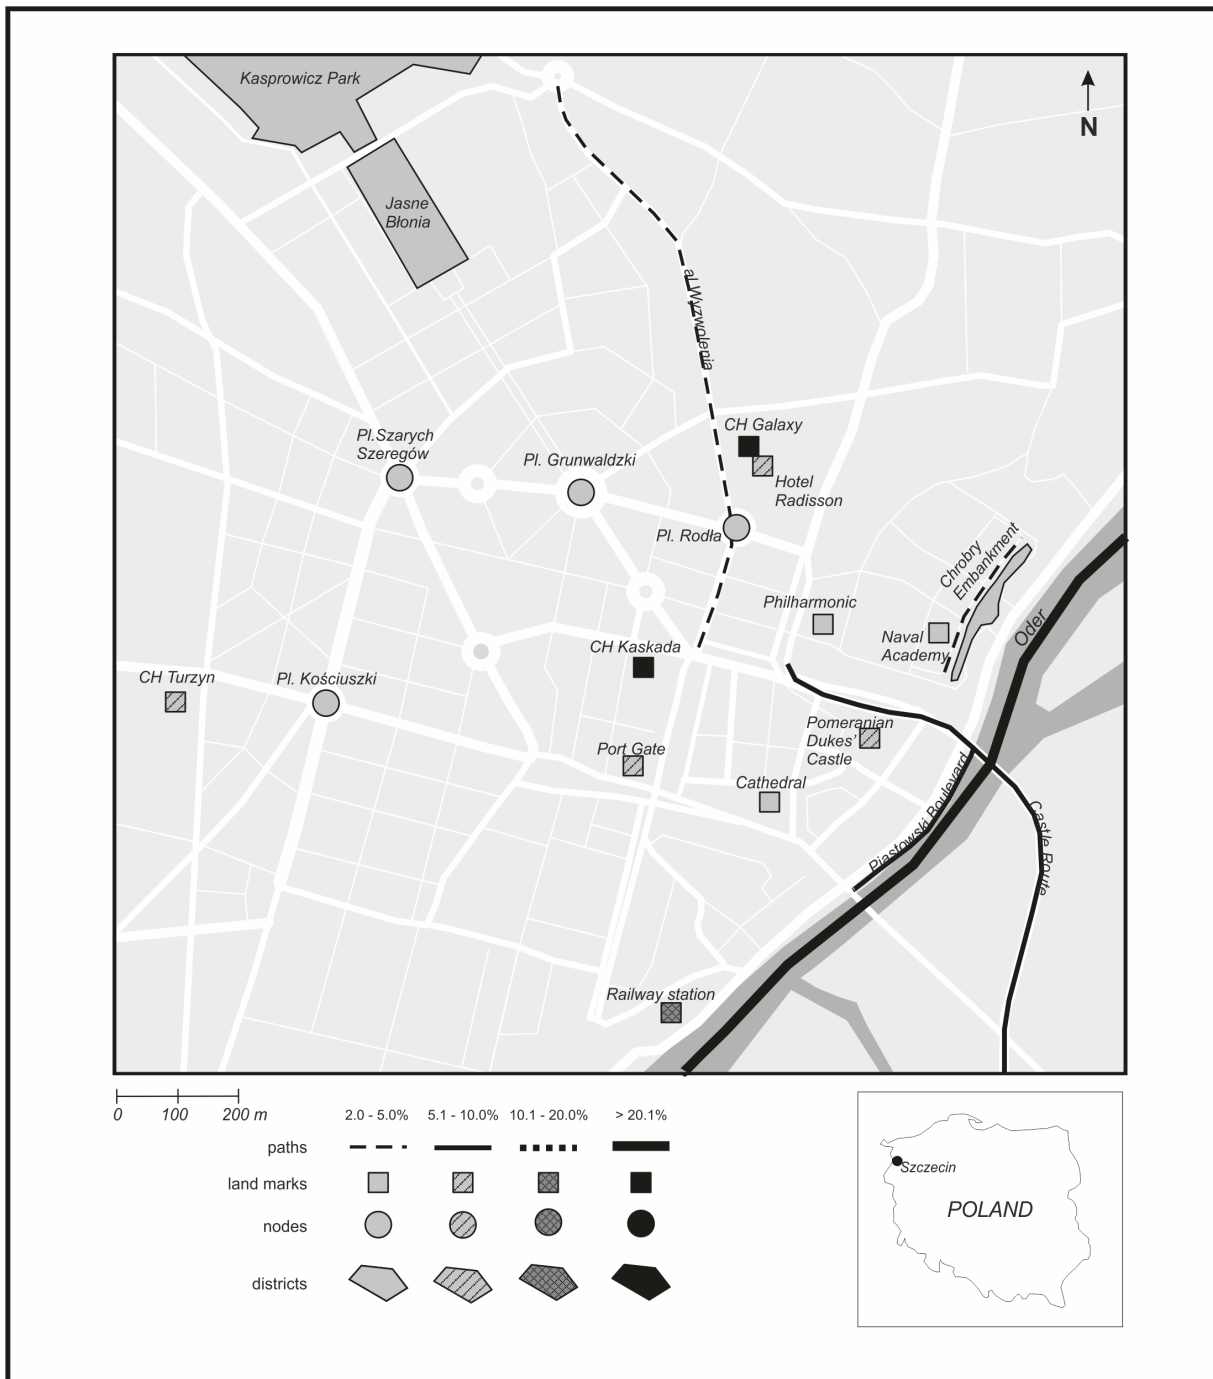 Kasprowicz Park
N
Jasne
Błonia
al Wyzwolenia
CH Galaxy
Pl.Szarych
Szeregów
Pl. Grunwaldzki
Hotel
Radisson
Pl. Rodła
Chrobry
Embankment
Philharmonic
Oder
Naval
Academy
CH Kaskada
CH Turzyn
Pl. Kościuszki
Pomeranian
Dukes'
Castle
Port Gate
Cathedral
Piastowski Boulevard
Castle Route
Railway station
0 100 200 m
2.0 - 5.0% 5.1 - 10.0% 10.1 - 20.0% > 20.1%
paths
land marks
nodes
districts
Szczecin
POLAND